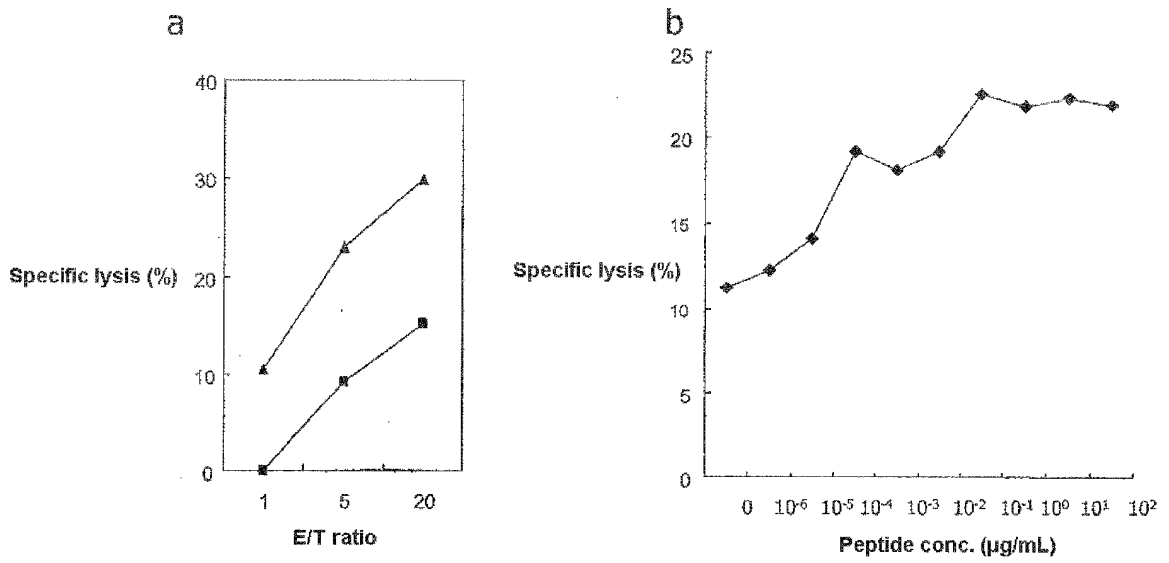 a
40
30
20
10
0
Specific lysis (%)
1 5 20
E/T ratio
b
25
20
15
10
5
0
Specific lysis (%)
0 10⁻⁶ 10⁻⁵ 10⁻⁴ 10⁻³ 10⁻² 10⁻¹ 10⁰ 10¹ 10²
Peptide conc. (μg/mL)